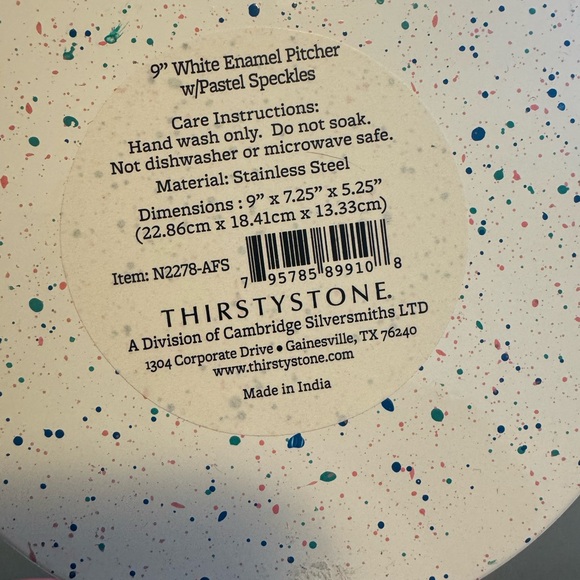 9” White Enamel Pitcher
w/Pastel Speckles
Care Instructions:
Hand wash only. Do not soak.
Not dishwasher or microwave safe.
Material: Stainless Steel
Dimensions : 9” x 7.25” x 5.25”
(22.86cm x 18.41cm x 13.33cm)
Item: N2278-AFS
7 95785 89910 8
THIRSTYSTONE.
A Division of Cambridge Silversmiths LTD
1304 Corporate Drive • Gainesville, TX 76240
www.thirstystone.com
Made in India